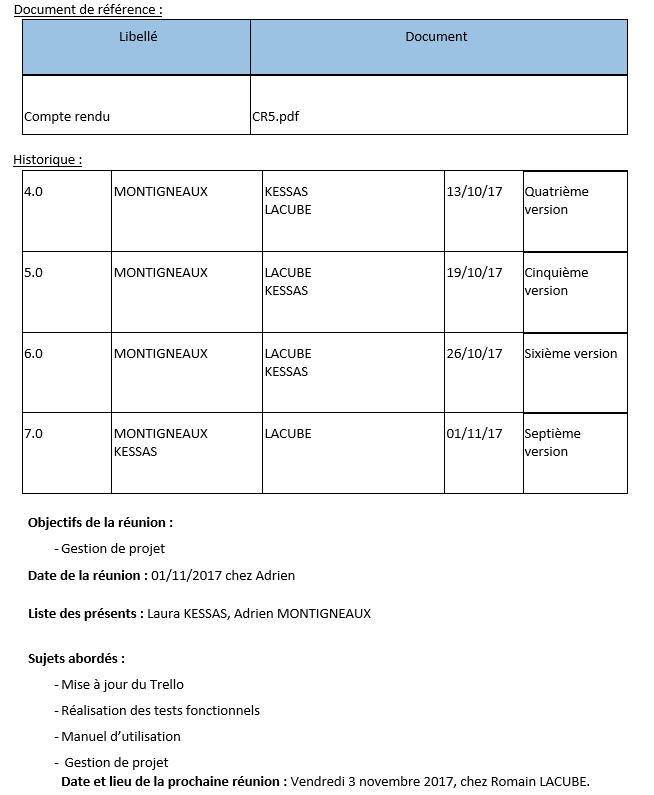 Document de référence :
Libellé Document
Compte rendu CR5.pdf
Historique :
4.0 MONTIGNEAUX KESSAS 13/10/17 Quatrième
LACUBE version
5.0 MONTIGNEAUX LACUBE 19/10/17 Cinquième
KESSAS version
6.0 MONTIGNEAUX LACUBE 26/10/17 Sixième version
KESSAS
7.0 MONTIGNEAUX LACUBE 01/11/17 Septième
KESSAS version
Objectifs de la réunion :
- Gestion de projet
Date de la réunion : 01/11/2017 chez Adrien
Liste des présents : Laura KESSAS, Adrien MONTIGNEAUX
Sujets abordés :
- Mise à jour du Trello
- Réalisation des tests fonctionnels
- Manuel d’utilisation
- Gestion de projet
Date et lieu de la prochaine réunion : Vendredi 3 novembre 2017, chez Romain LACUBE.